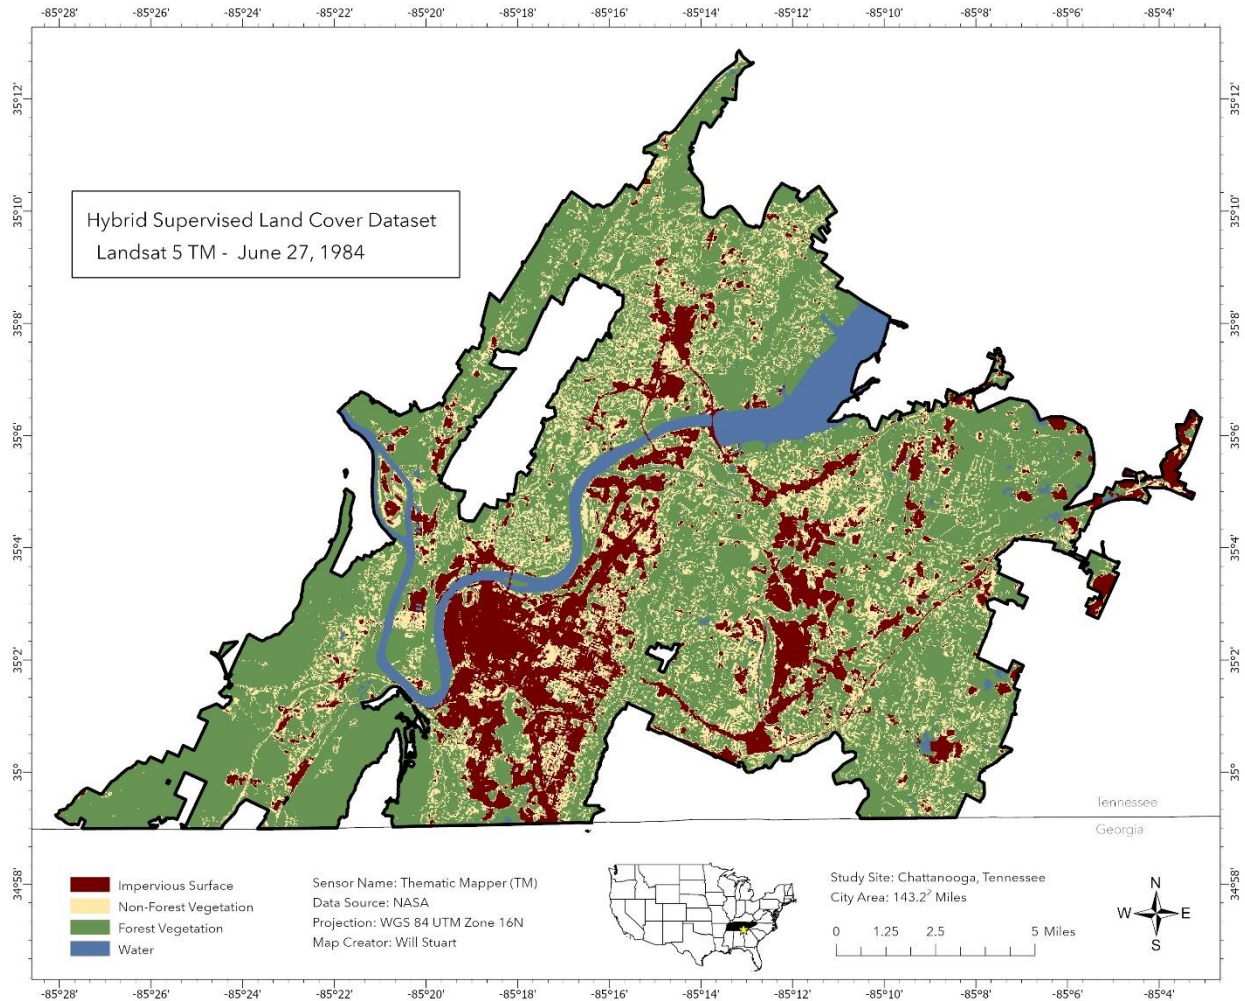 -85°28' -85°26' -85°24' -85°22' -85°20' -85°18' -85°16' -85°14' -85°12' -85°10' -85°8' -85°6' -85°4'
35°12' 35°12'
35°10' 35°10'
Hybrid Supervised Land Cover Dataset
Landsat 5 TM - June 27, 1984
35°8' 35°8'
35°6' 35°6'
35°4' 35°4'
35°2' 35°2'
35° 35°
Tennessee
Georgia
34°58' 34°58'
Impervious Surface
Non-Forest Vegetation
Forest Vegetation
Water
Sensor Name: Thematic Mapper (TM)
Data Source: NASA
Projection: WGS 84 UTM Zone 16N
Map Creator: Will Stuart
Study Site: Chattanooga, Tennessee
City Area: 143.2² Miles
0 1.25 2.5 5 Miles
N
W E
S
-85°28' -85°26' -85°24' -85°22' -85°20' -85°18' -85°16' -85°14' -85°12' -85°10' -85°8' -85°6' -85°4'